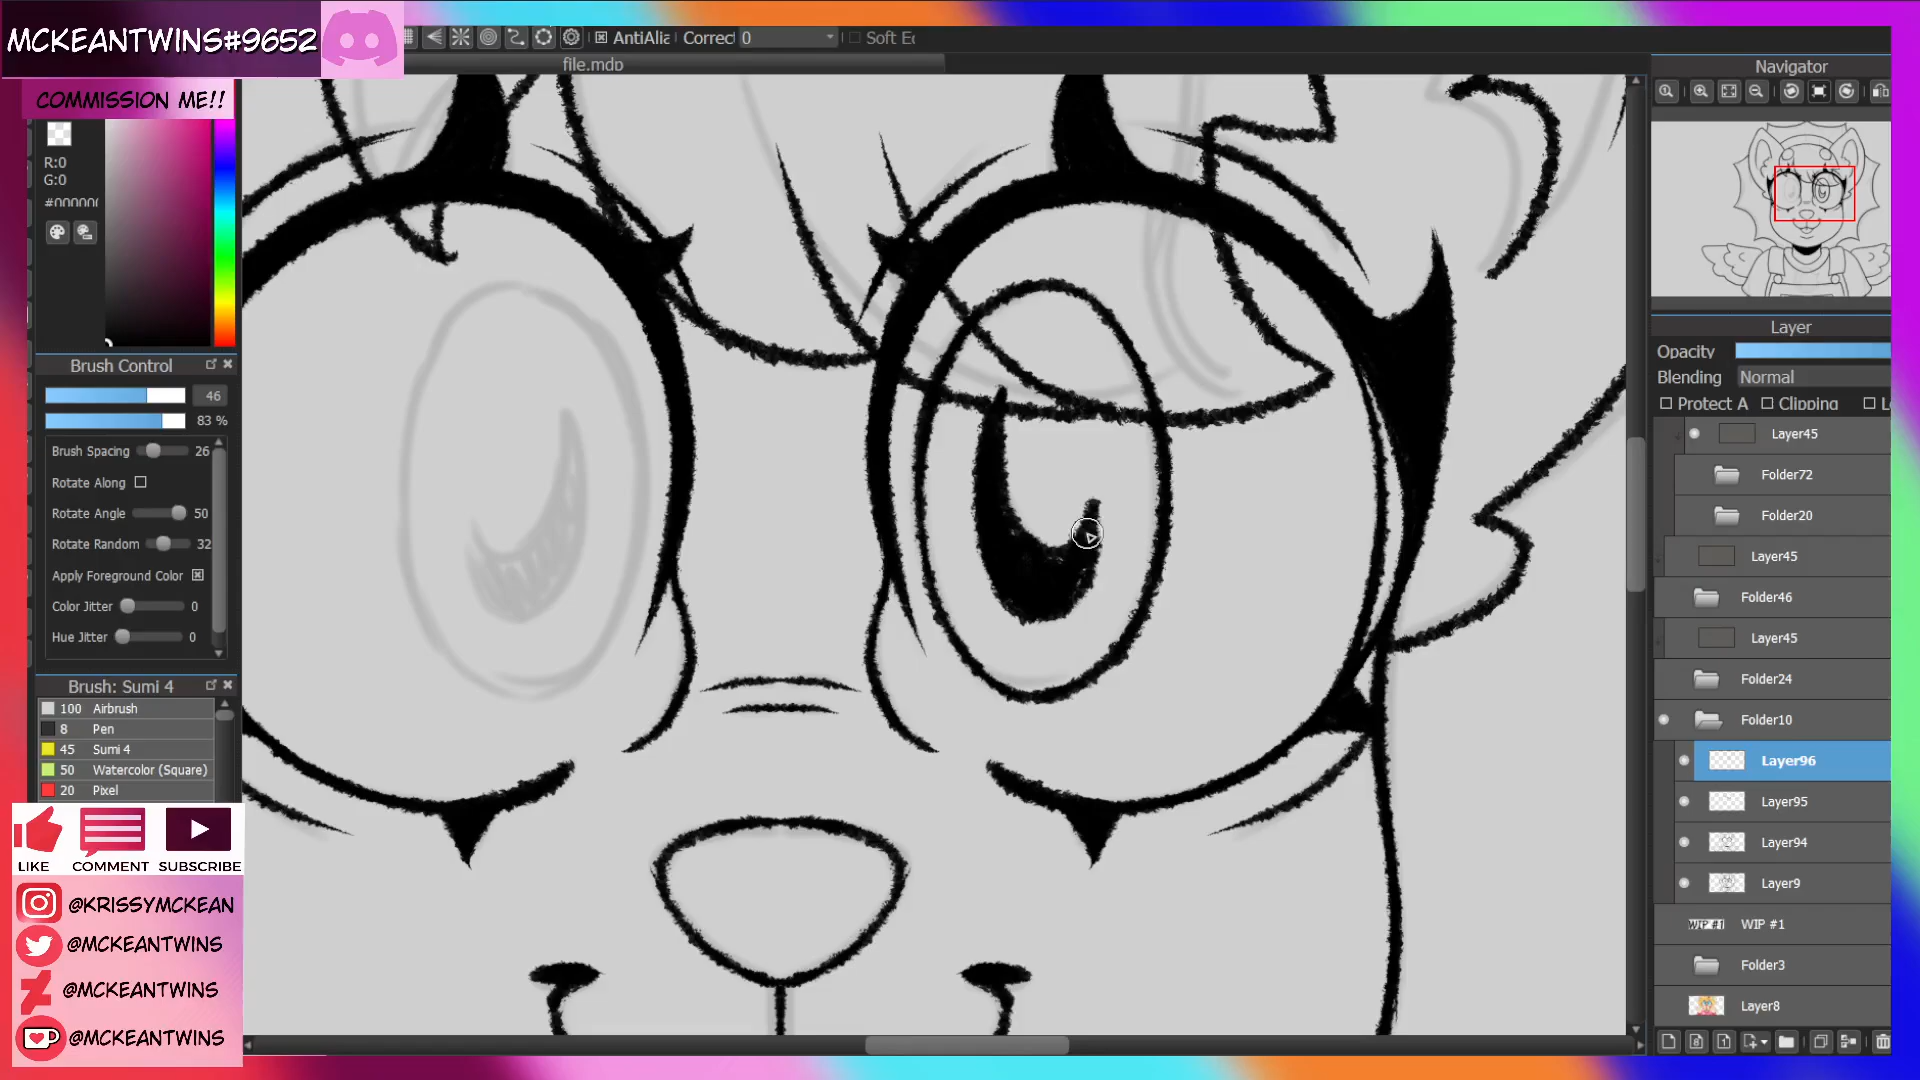 MCKEANTWINS#9652
COMMISSION ME!!
AntiAlia
Correct
0
Soft Ed
file.mdp
R:0
G:0
Brush Control
46
83 %
Brush Spacing
26
Rotate Along
Rotate Angle
50
Rotate Random
32
Apply Foreground Color
Color Jitter
0
Hue Jitter
0
Brush: Sumi 4
100 Airbrush
8 Pen
45 Sumi 4
50 Watercolor (Square)
20 Pixel
LIKE
COMMENT
SUBSCRIBE
@KRISSYMCKEAN
@MCKEANTWINS
@MCKEANTWINS
@MCKEANTWINS
Navigator
Layer
Opacity
Blending
Normal
Protect A
Clipping
Layer45
Folder72
Folder20
Layer45
Folder46
Layer45
Folder24
Folder10
Layer96
Layer95
Layer94
Layer9
WIP #1
WIP #1
Folder3
Layer8